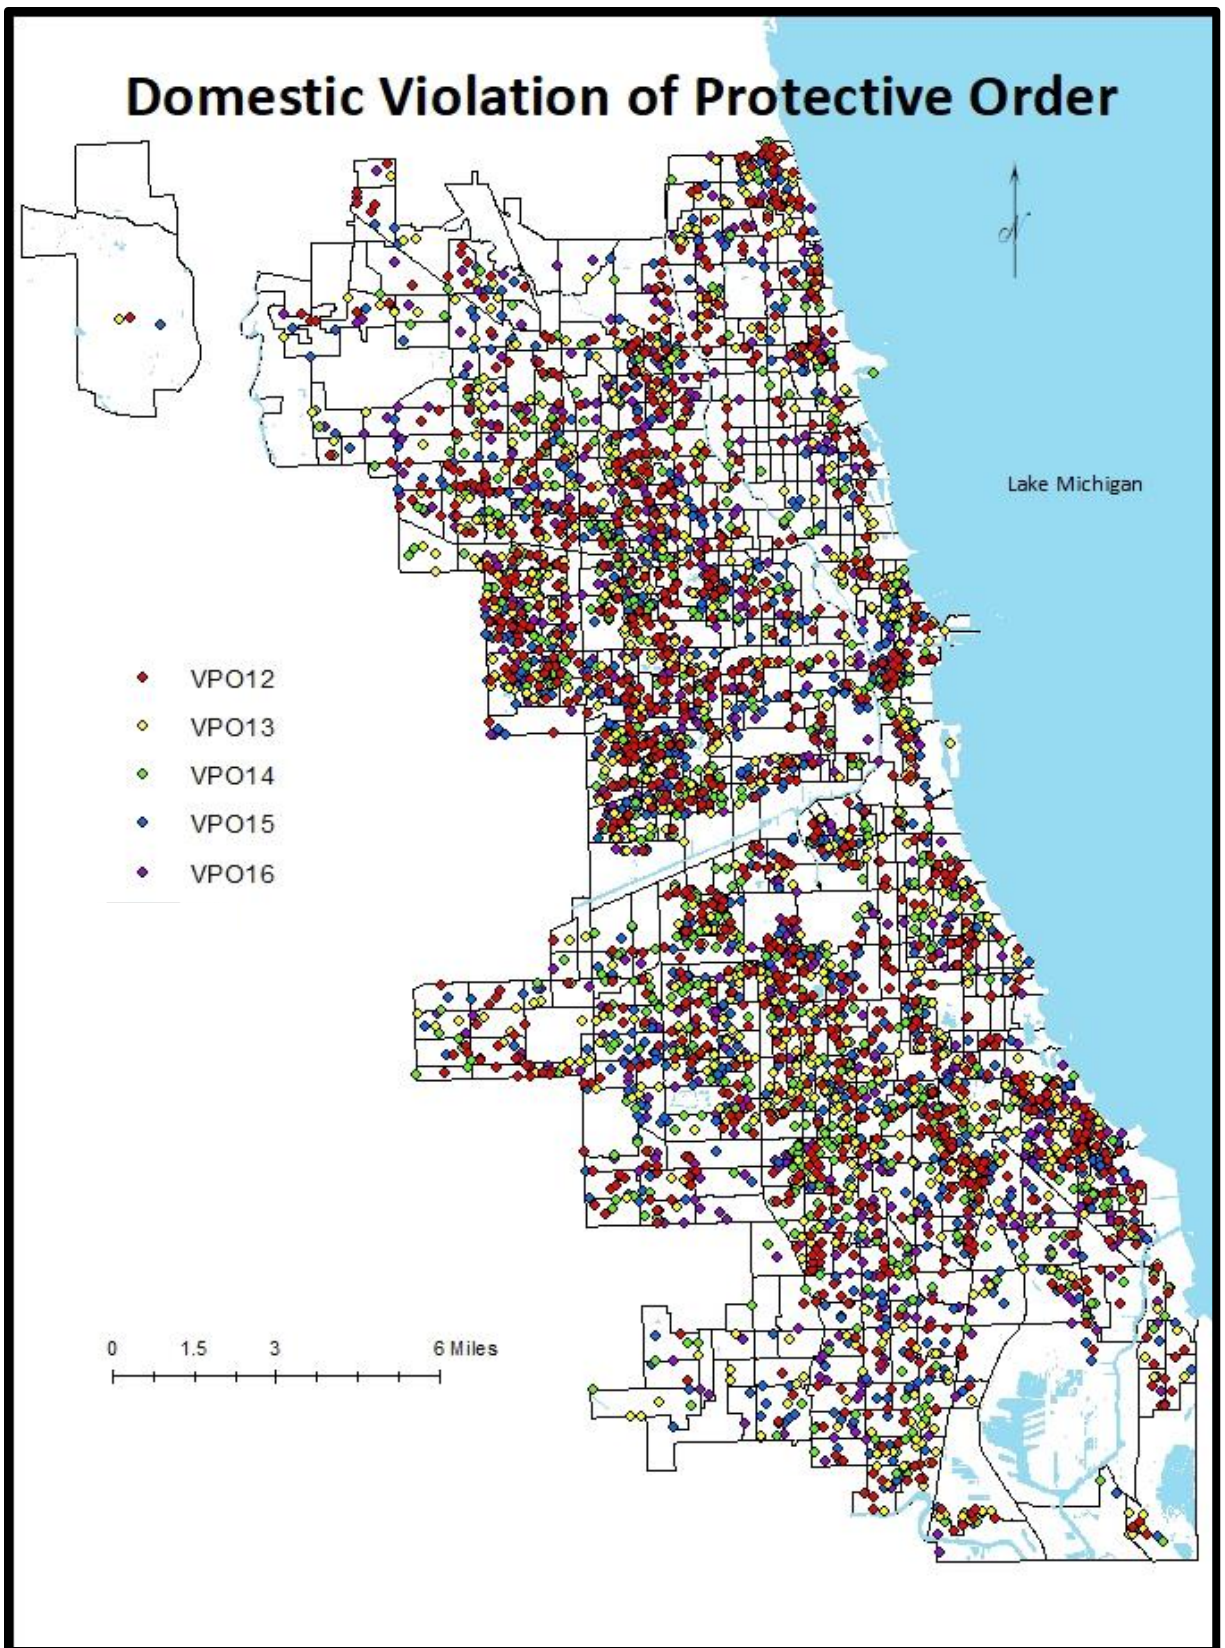 Domestic Violation of Protective Order
N
Lake Michigan
VPO12
VPO13
VPO14
VPO15
VPO16
0 1.5 3 6 Miles